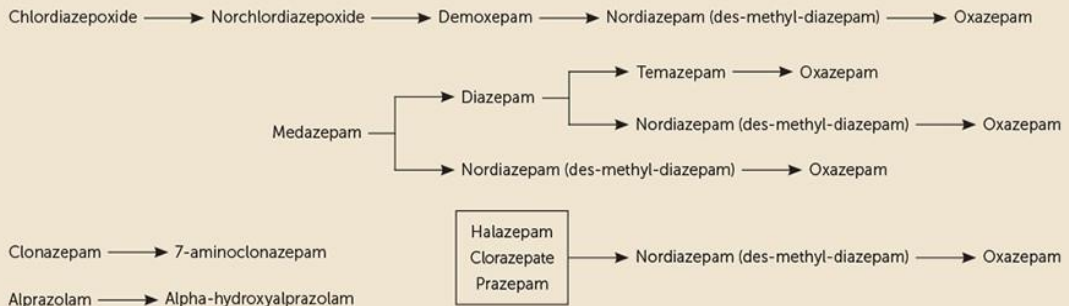 Chlordiazepoxide Norchlordiazepoxide Demoxepam Nordiazepam (des-methyl-diazepam) Oxazepam
Temazepam Oxazepam
Diazepam
Nordiazepam (des-methyl-diazepam) Oxazepam
Medazepam
Nordiazepam (des-methyl-diazepam) Oxazepam
Clonazepam 7-aminoclonazepam
Halazepam
Clorazepate
Prazepam
Nordiazepam (des-methyl-diazepam) Oxazepam
Alprazolam Alpha-hydroxyalprazolam